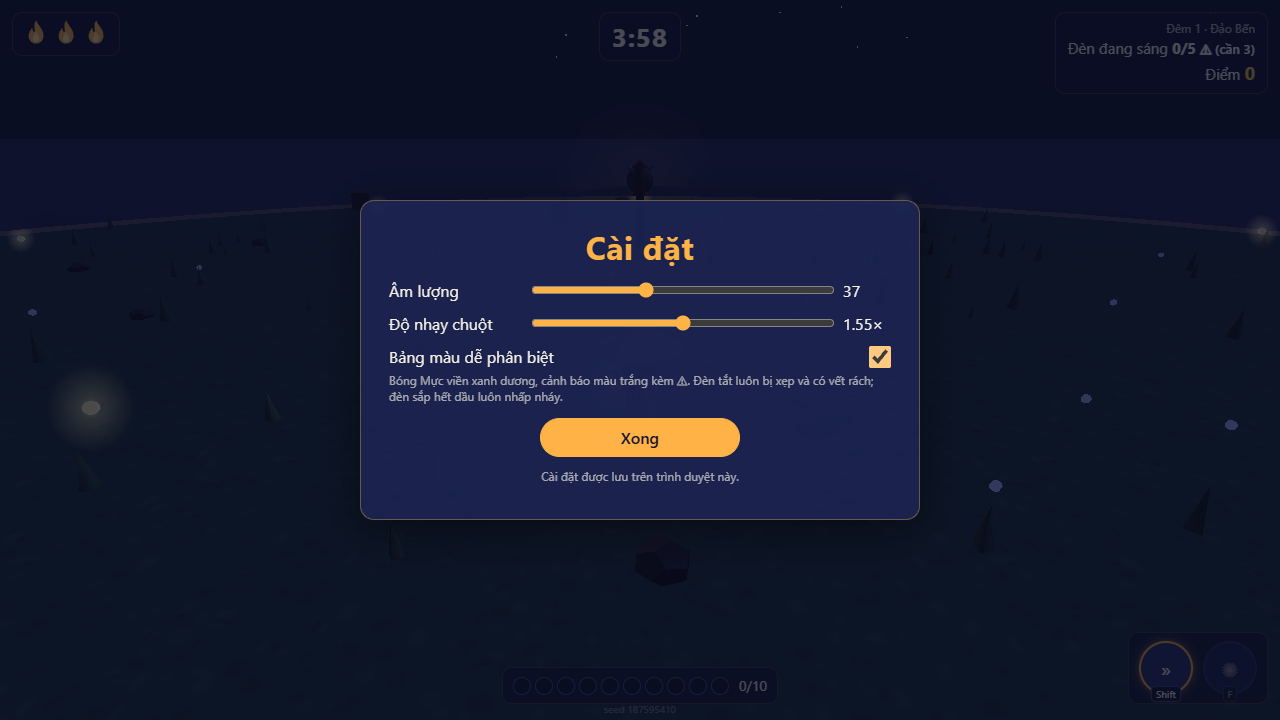 3:58
Đêm 1 · Đảo Bến
Đèn đang sáng 0/5 ⚠ (cần 3)
Điểm 0
Cài đặt
Âm lượng 37
Độ nhạy chuột 1.55×
Bảng màu dễ phân biệt
Bóng Mực viền xanh dương, cảnh báo màu trắng kèm ⚠. Đèn tắt luôn bị xẹp và có vết rách;
đèn sắp hết dầu luôn nhấp nháy.
Xong
Cài đặt được lưu trên trình duyệt này.
»
Shift
F
0/10
seed 187595410